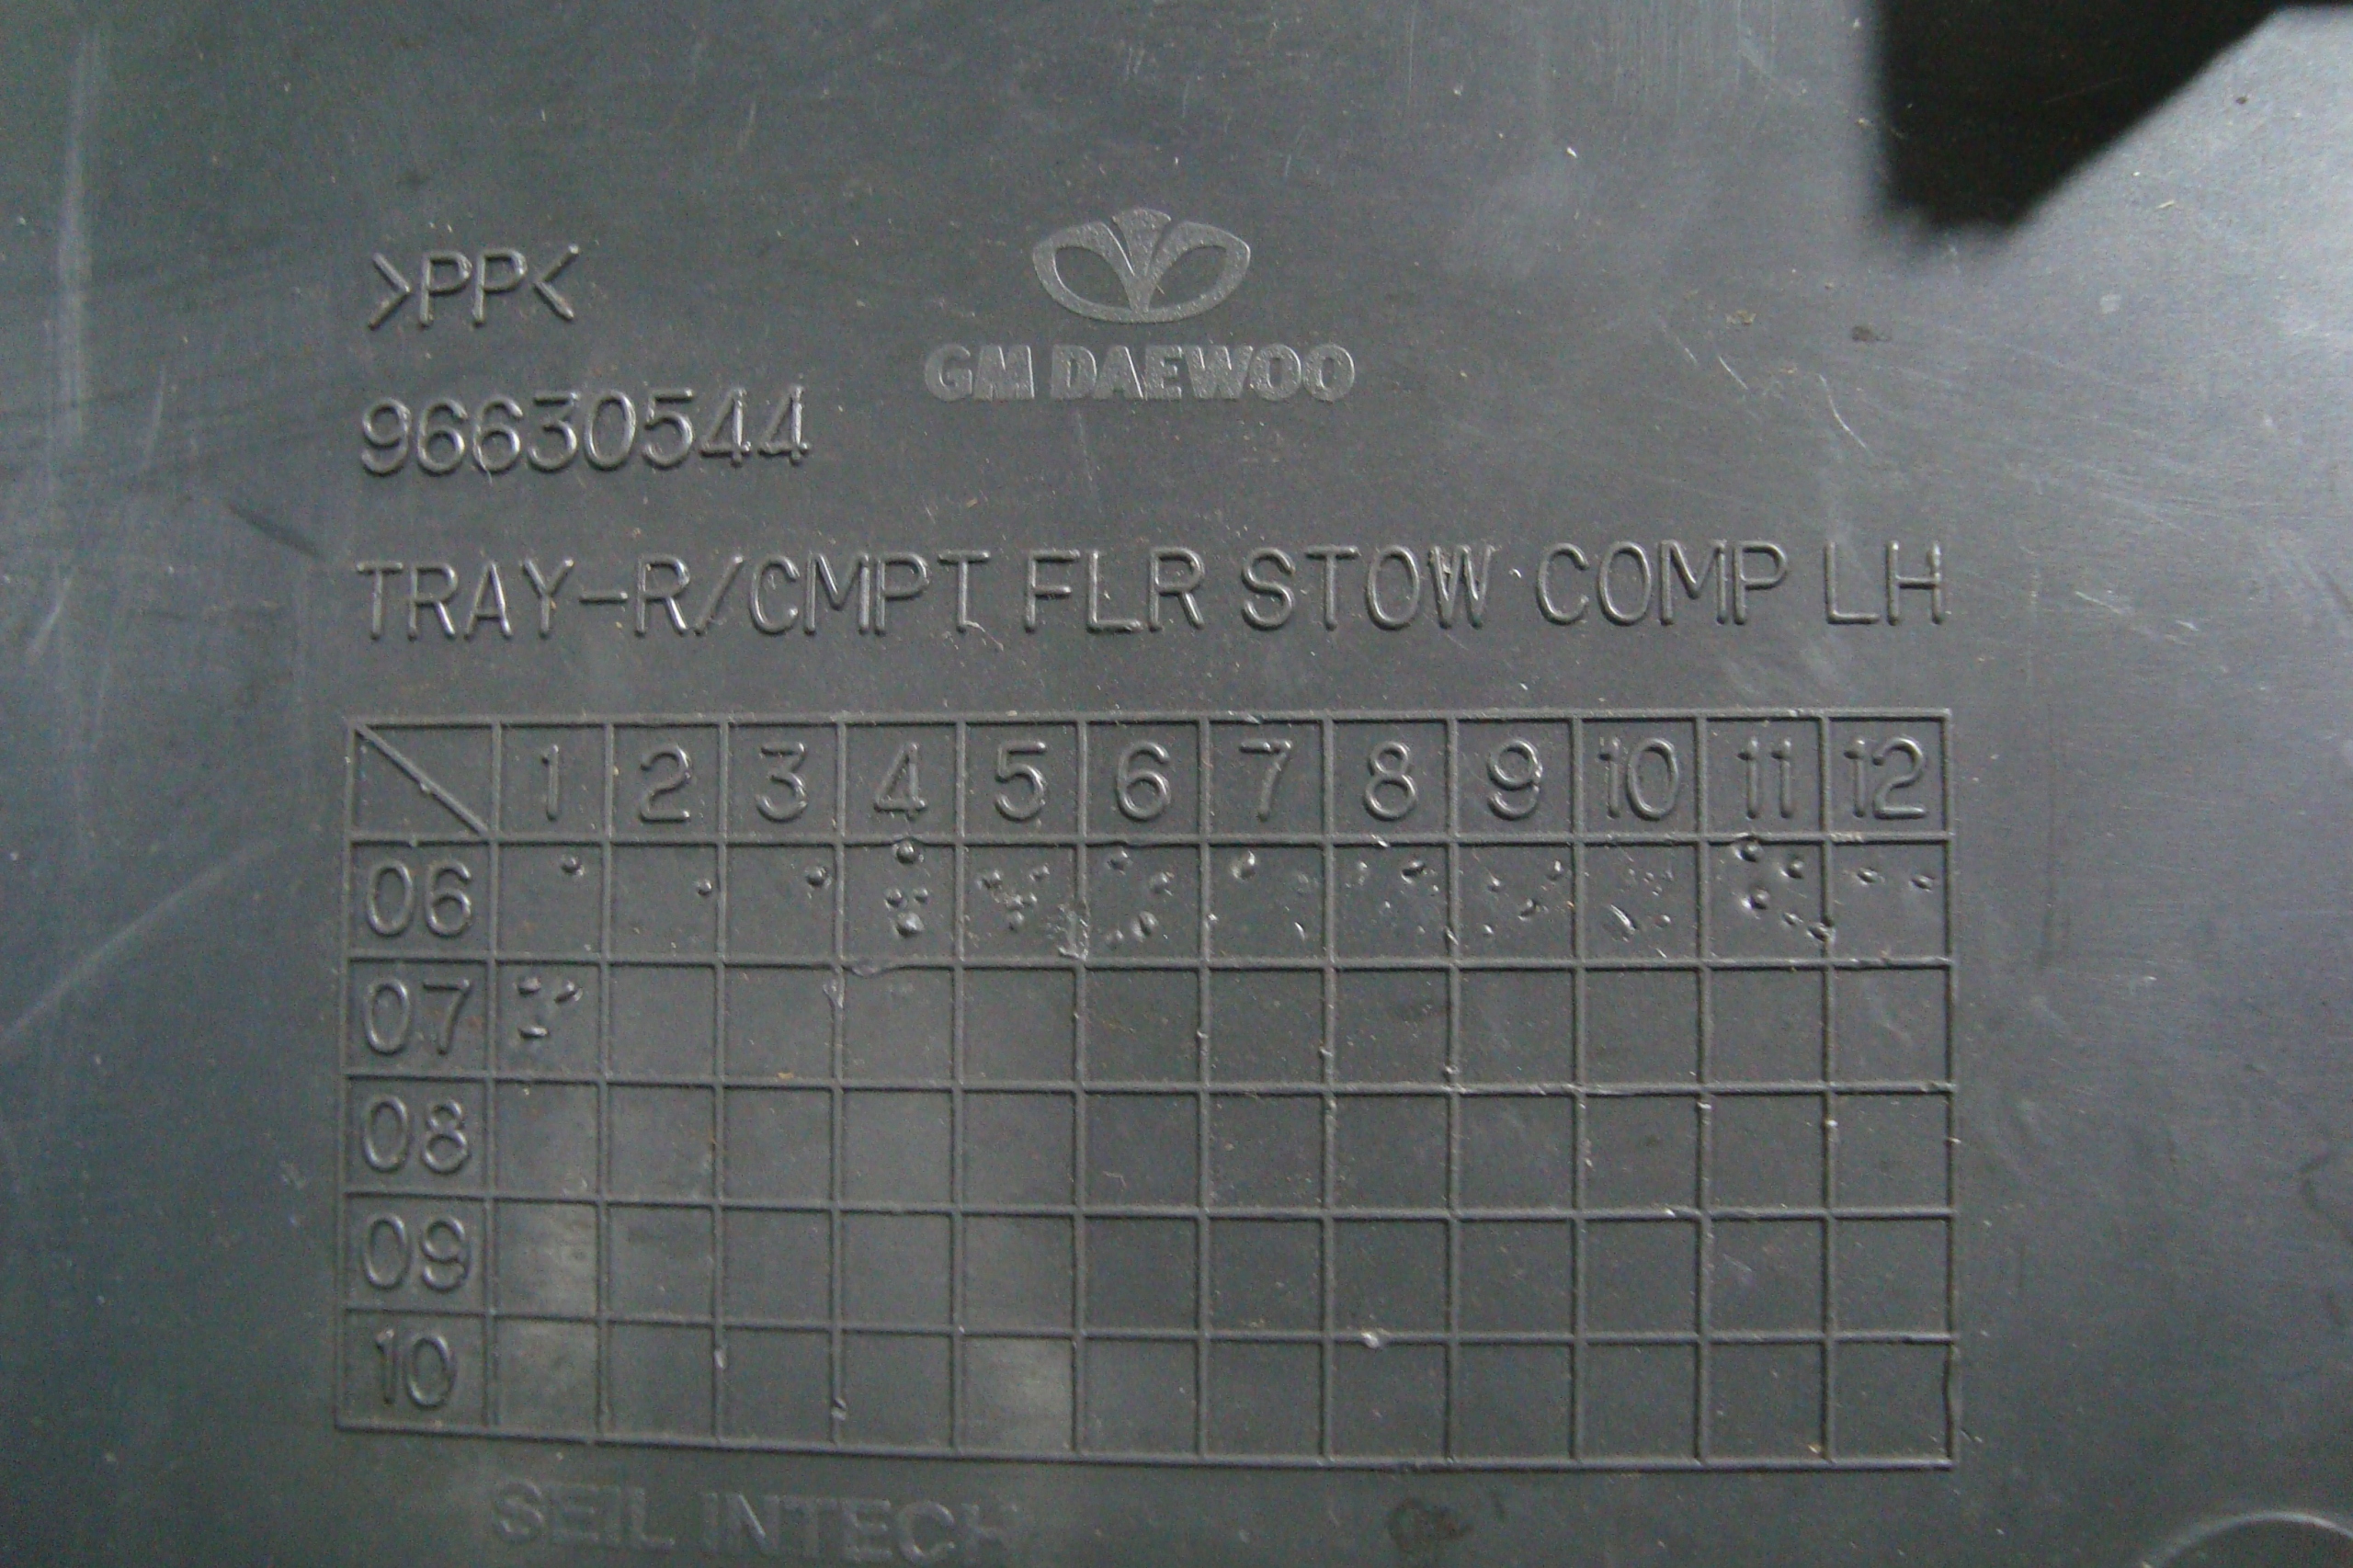 >PP<
GM DAEWOO
96630544
TRAY-R/CMPT FLR STOW COMP LH
1 2 3 4 5 6 7 8 9 10 11 12
06
07
08
09
10
SEIL INTECH